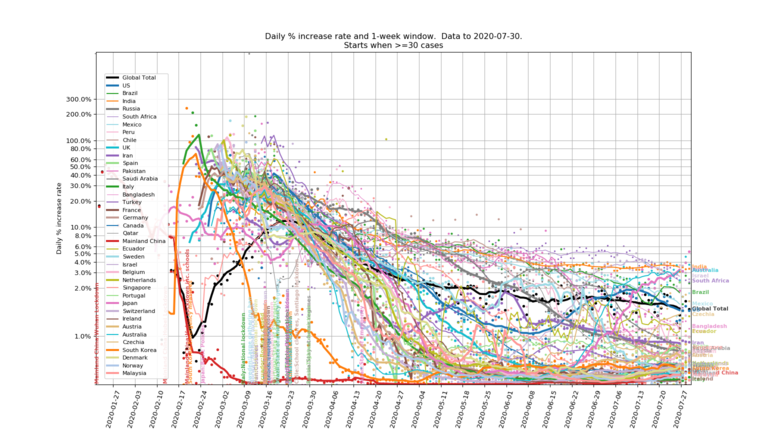 Daily % increase rate and 1-week window. Data to 2020-07-30.
Starts when >=30 cases
Daily % increase rate
300.0%
200.0%
100.0%
80.0%
60.0%
40.0%
30.0%
20.0%
10.0%
8.0%
6.0%
5.0%
4.0%
3.0%
2.0%
1.0%
Global Total
US
Brazil
India
Russia
South Africa
Mexico
Peru
Chile
UK
Iran
Spain
Pakistan
Saudi Arabia
Italy
Bangladesh
Turkey
France
Germany
Canada
Qatar
Mainland China
Ecuador
Sweden
Israel
Belgium
Netherlands
Singapore
Portugal
Japan
Switzerland
Ireland
Austria
Australia
Czechia
South Korea
Denmark
Norway
Malaysia
Australia
South Africa
Brazil
Global Total
Bangladesh
Iran
2020-01-27
2020-02-03
2020-02-10
2020-02-17
2020-02-24
2020-03-02
2020-03-09
2020-03-16
2020-03-23
2020-03-30
2020-04-06
2020-04-13
2020-04-20
2020-04-27
2020-05-04
2020-05-11
2020-05-18
2020-05-25
2020-06-01
2020-06-08
2020-06-15
2020-06-22
2020-06-29
2020-07-06
2020-07-13
2020-07-20
2020-07-27